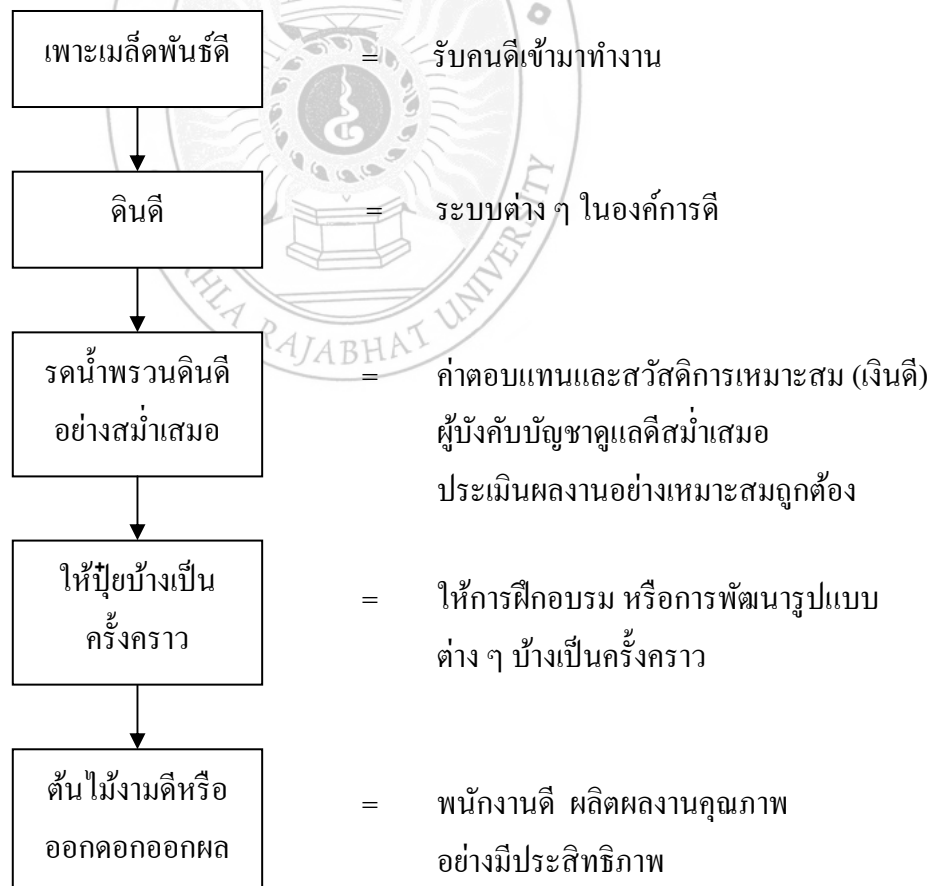 เพาะเมล็ดพันธ์ดี = รับคนดีเข้ามาทำงาน
ดินดี = ระบบต่าง ๆ ในองค์การดี
รดน้ำพรวนดินดี = ค่าตอบแทนและสวัสดิการเหมาะสม (เงินดี)
อย่างสม่ำเสมอ ผู้บังคับบัญชาดูแลดีสม่ำเสมอ
ประเมินผลงานอย่างเหมาะสมถูกต้อง
ให้ปุ๋ยบ้างเป็น = ให้การฝึกอบรม หรือการพัฒนารูปแบบ
ครั้งคราว ต่าง ๆ บ้างเป็นครั้งคราว
ต้นไม้งามดีหรือ = พนักงานดี ผลิตผลงานคุณภาพ
ออกดอกออกผล อย่างมีประสิทธิภาพ
RAJABHAT UNIVERSITY